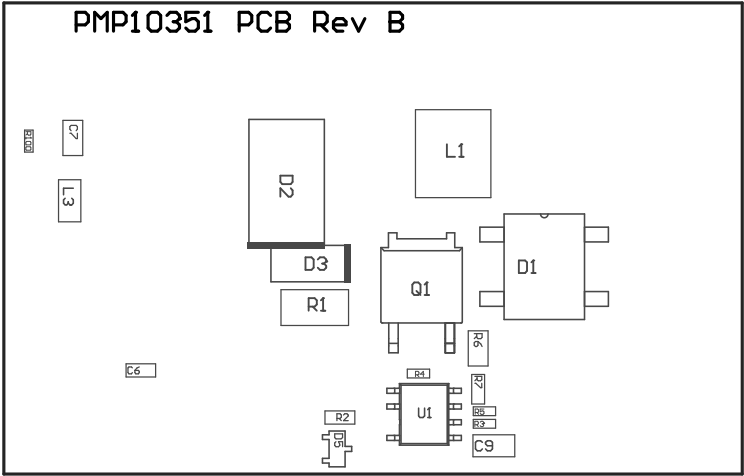 PMP10351 PCB Rev B
R100
C7
L3
D2
L1
D3
R1
Q1
D1
R6
C6
R4
R7
R2
U1
R5
R3
D5
C9